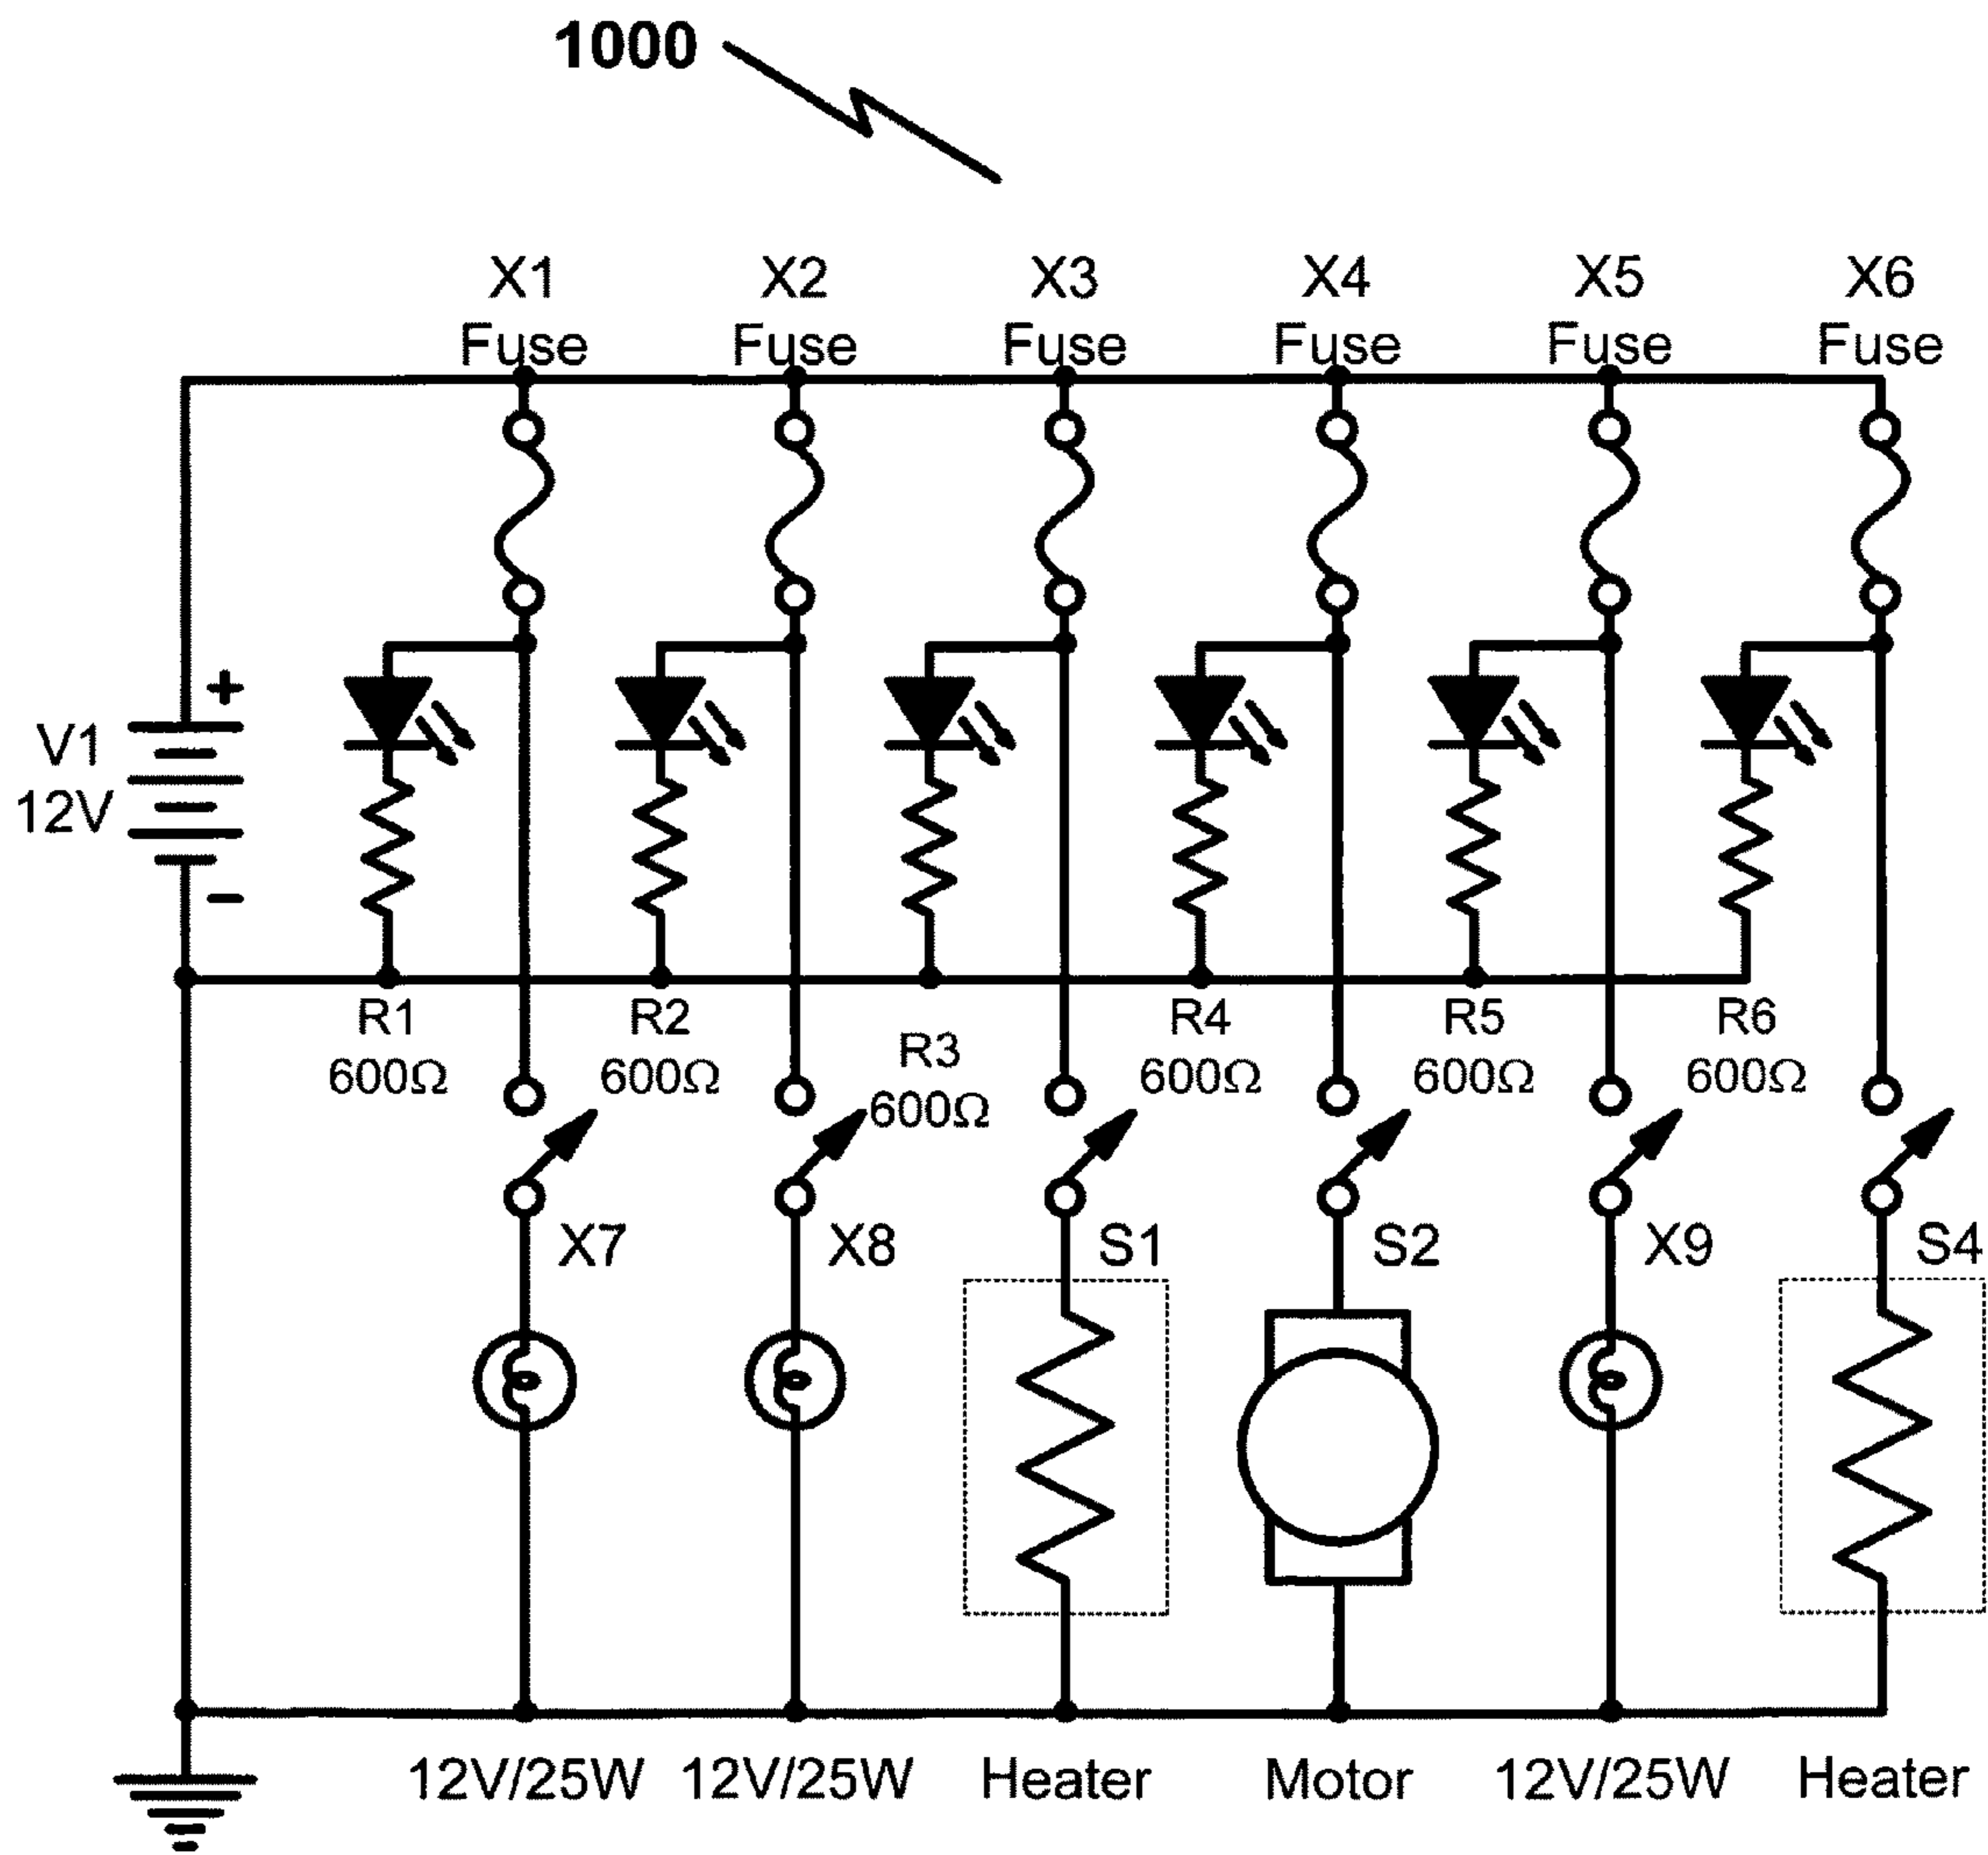 1000
X1 X2 X3 X4 X5 X6
Fuse Fuse Fuse Fuse Fuse Fuse
+
V1
12V
−
R1 R2 R3 R4 R5 R6
600Ω 600Ω 600Ω 600Ω 600Ω 600Ω
X7 X8 S1 S2 X9 S4
12V/25W 12V/25W Heater Motor 12V/25W Heater